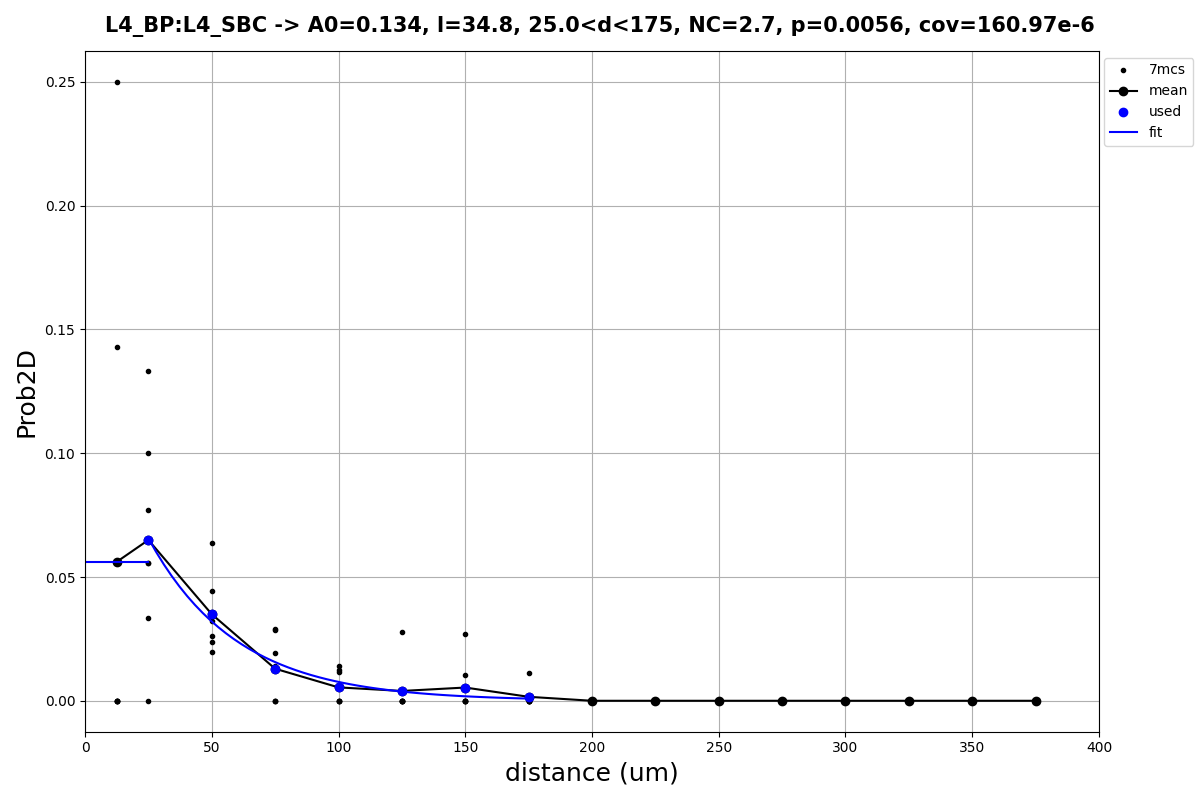 L4_BP:L4_SBC -> A0=0.134, l=34.8, 25.0<d<175, NC=2.7, p=0.0056, cov=160.97e-6
7mcs
mean
used
fit
0.25
0.20
0.15
0.10
0.05
0.00
Prob2D
0 50 100 150 200 250 300 350 400
distance (um)